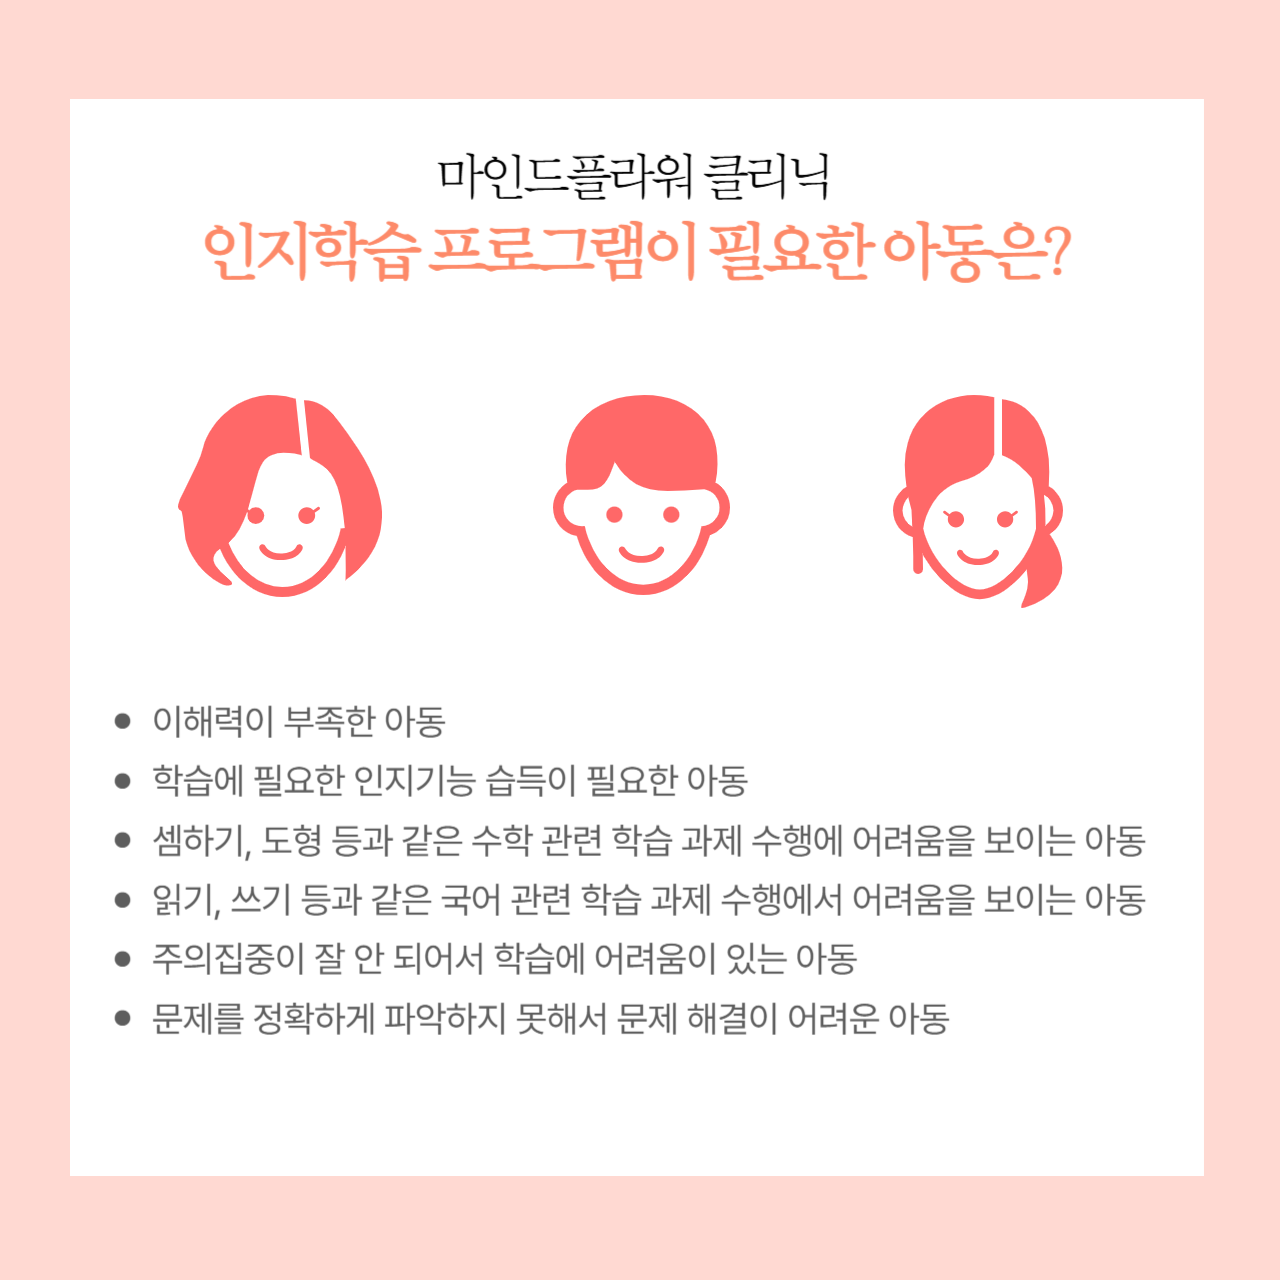 마인드플라워 클리닉
인지학습 프로그램이 필요한 아동은?
● 이해력이 부족한 아동
● 학습에 필요한 인지기능 습득이 필요한 아동
● 셈하기, 도형 등과 같은 수학 관련 학습 과제 수행에 어려움을 보이는 아동
● 읽기, 쓰기 등과 같은 국어 관련 학습 과제 수행에서 어려움을 보이는 아동
● 주의집중이 잘 안 되어서 학습에 어려움이 있는 아동
● 문제를 정확하게 파악하지 못해서 문제 해결이 어려운 아동